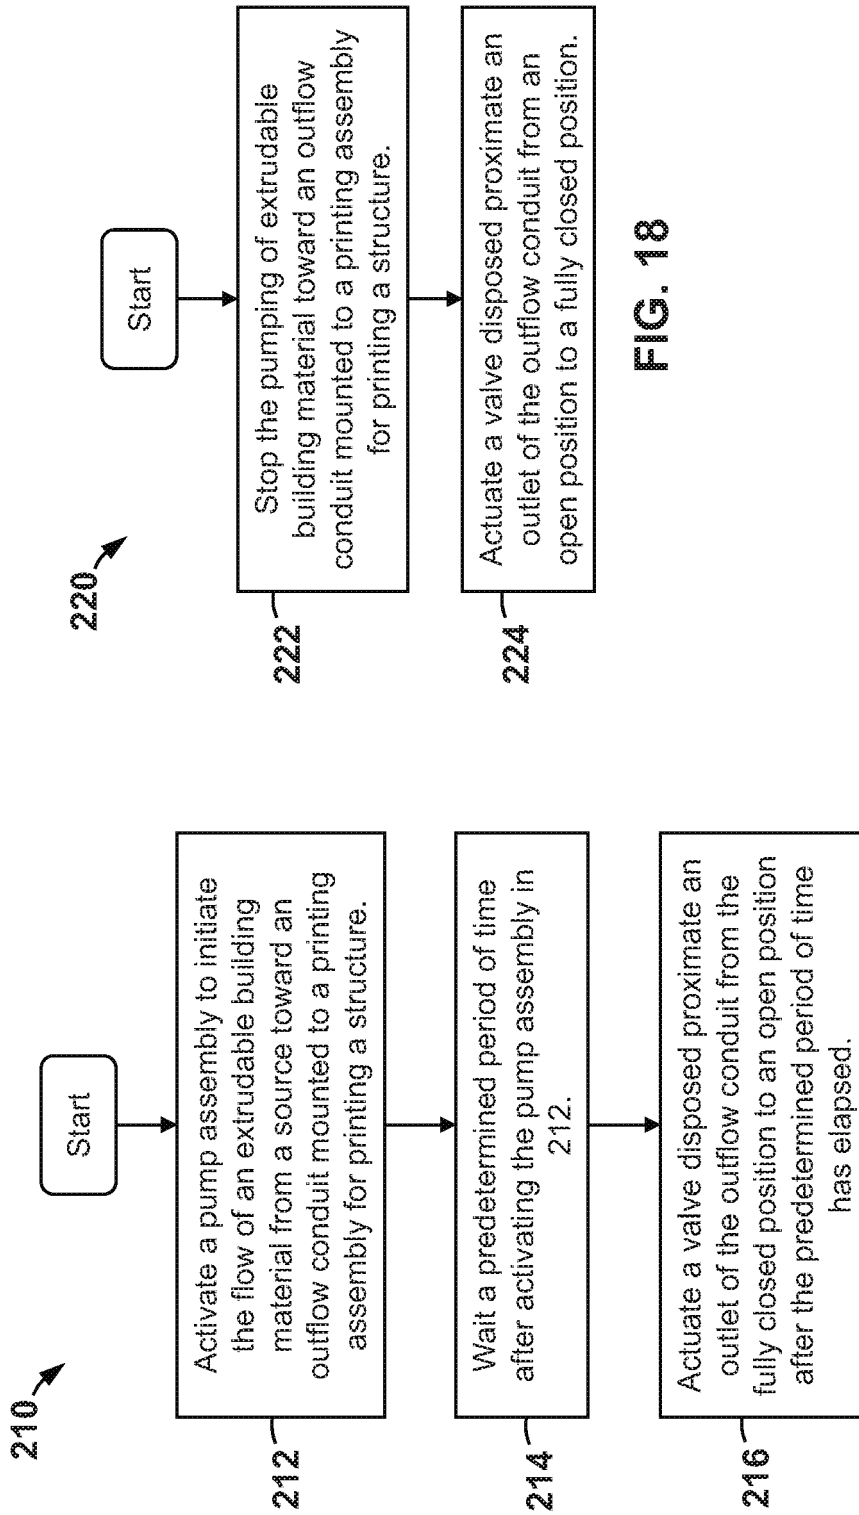 210
Start
212
Activate a pump assembly to initiate
the flow of an extrudable building
material from a source toward an
outflow conduit mounted to a printing
assembly for printing a structure.
214
Wait a predetermined period of time
after activating the pump assembly in
212.
216
Actuate a valve disposed proximate an
outlet of the outflow conduit from the
fully closed position to an open position
after the predetermined period of time
has elapsed.
220
Start
222
Stop the pumping of extrudable
building material toward an outflow
conduit mounted to a printing assembly
for printing a structure.
224
Actuate a valve disposed proximate an
outlet of the outflow conduit from an
open position to a fully closed position.
FIG. 18